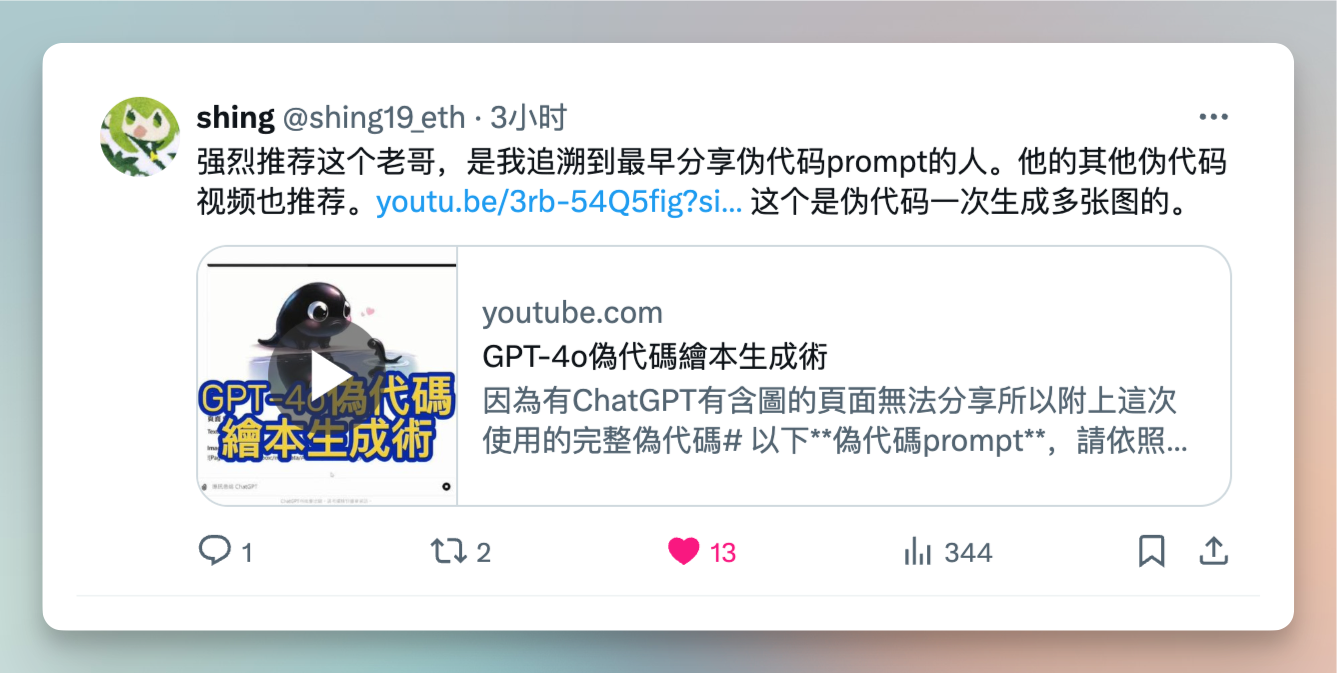 shing @shing19_eth · 3小时
强烈推荐这个老哥，是我追溯到最早分享伪代码prompt的人。他的其他伪代码
视频也推荐。youtu.be/3rb-54Q5fig?si... 这个是伪代码一次生成多张图的。
GPT-4o偽代碼
繪本生成術
youtube.com
GPT-4o偽代碼繪本生成術
因為有ChatGPT有含圖的頁面無法分享所以附上這次
使用的完整偽代碼# 以下**偽代碼prompt**，請依照...
1
2
13
344